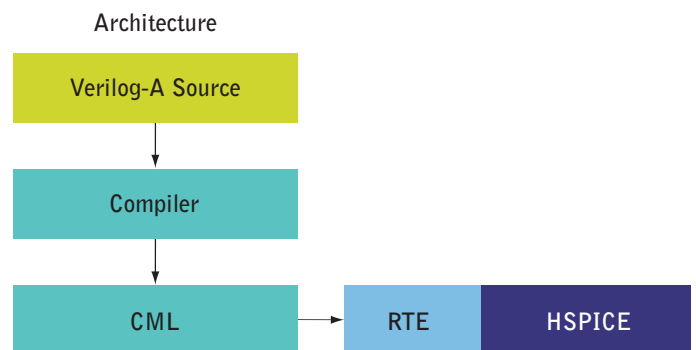 Architecture
Verilog-A Source
Compiler
CML
RTE
HSPICE